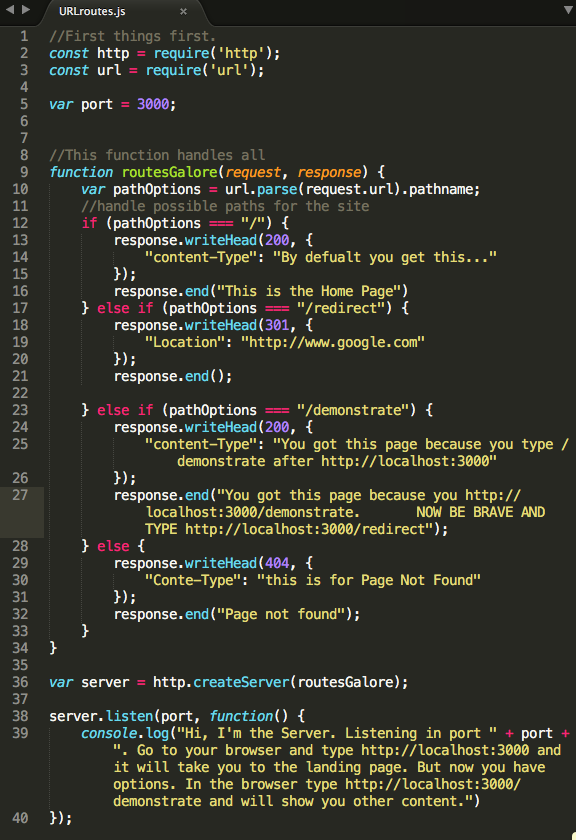 URLroutes.js ×
1 //First things first.
2 const http = require('http');
3 const url = require('url');
4
5 var port = 3000;
6
7
8 //This function handles all
9 function routesGalore(request, response) {
10 var pathOptions = url.parse(request.url).pathname;
11 //handle possible paths for the site
12 if (pathOptions === "/") {
13 response.writeHead(200, {
14 "content-Type": "By defualt you get this..."
15 });
16 response.end("This is the Home Page")
17 } else if (pathOptions === "/redirect") {
18 response.writeHead(301, {
19 "Location": "http://www.google.com"
20 });
21 response.end();
22
23 } else if (pathOptions === "/demonstrate") {
24 response.writeHead(200, {
25 "content-Type": "You got this page because you type /
demonstrate after http://localhost:3000"
26 });
27 response.end("You got this page because you http://
localhost:3000/demonstrate. NOW BE BRAVE AND
TYPE http://localhost:3000/redirect");
28 } else {
29 response.writeHead(404, {
30 "Conte-Type": "this is for Page Not Found"
31 });
32 response.end("Page not found");
33 }
34 }
35
36 var server = http.createServer(routesGalore);
37
38 server.listen(port, function() {
39 console.log("Hi, I'm the Server. Listening in port " + port +
". Go to your browser and type http://localhost:3000 and
it will take you to the landing page. But now you have
options. In the browser type http://localhost:3000/
demonstrate and will show you other content.")
40 });